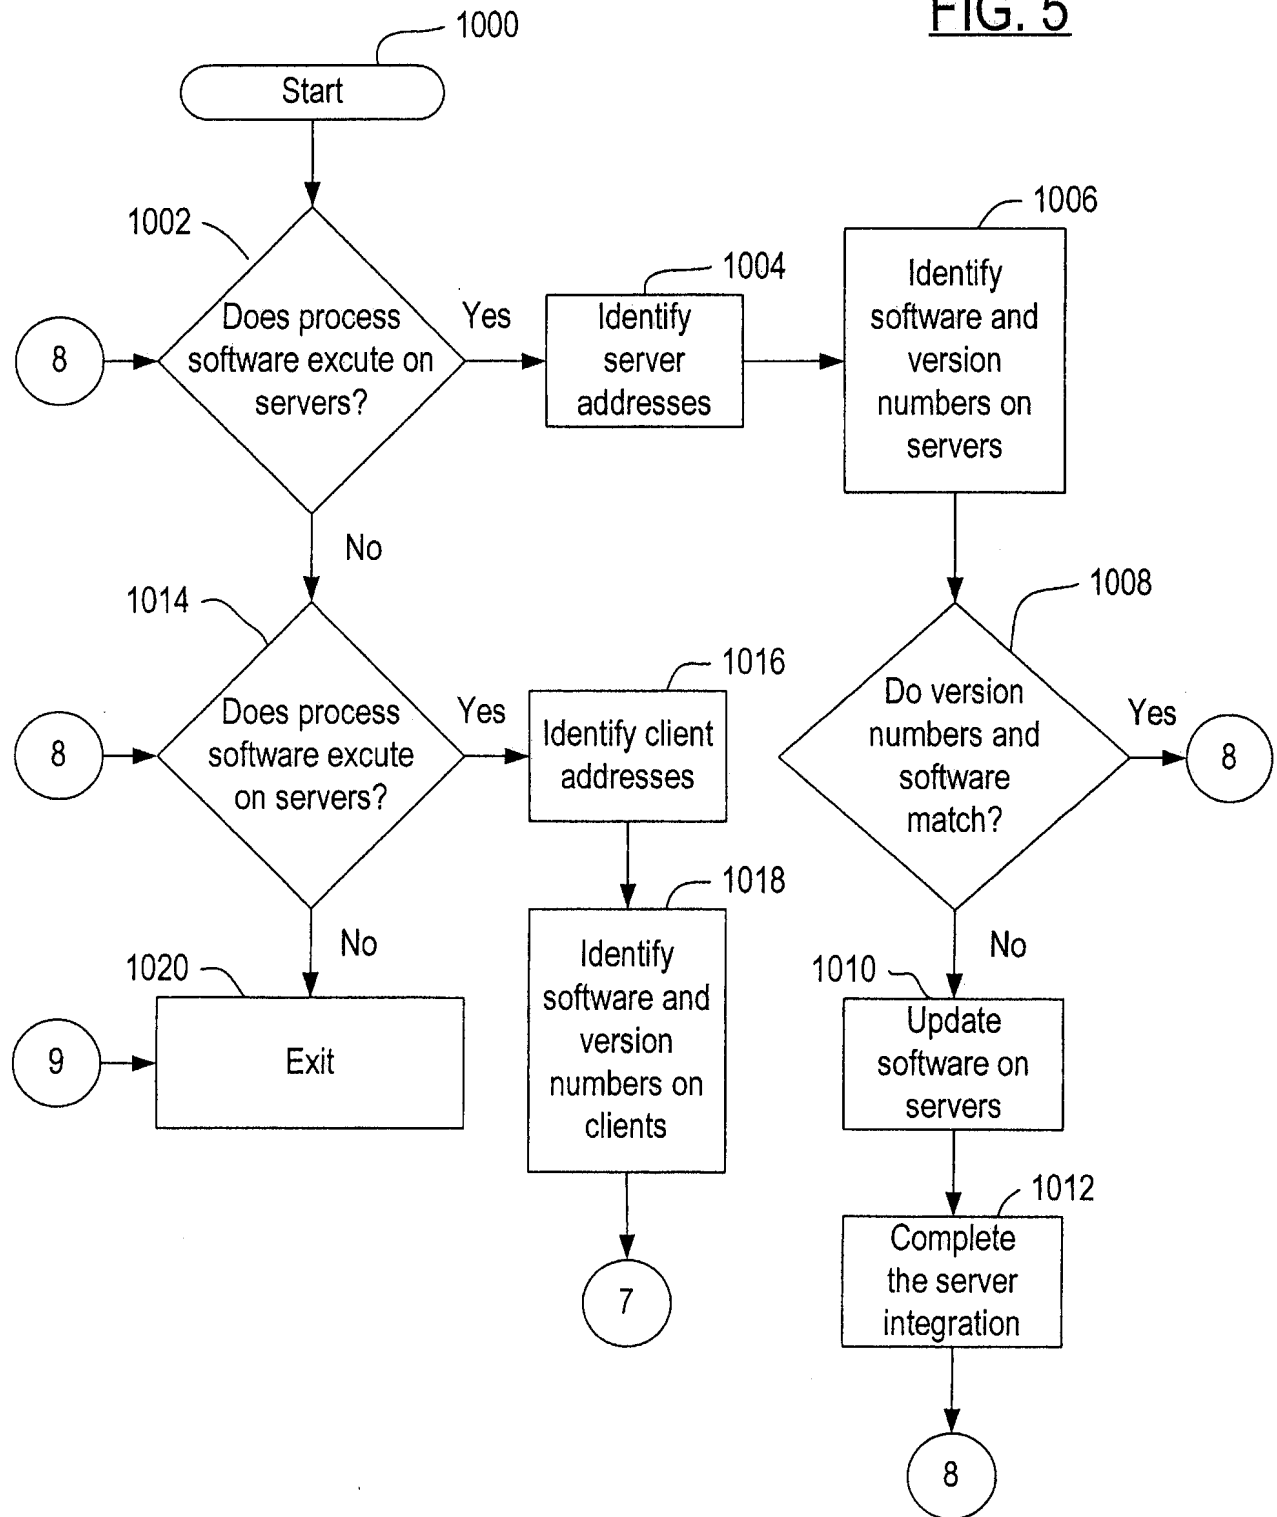 FIG. 5
1000
Start
1002
Does process
software excute on
servers?
8
Yes
1004
Identify
server
addresses
1006
Identify
software and
version
numbers on
servers
No
1014
Does process
software excute
on servers?
8
Yes
1016
Identify client
addresses
1008
Do version
numbers and
software
match?
Yes
8
No
1020
Exit
9
1018
Identify
software and
version
numbers on
clients
7
No
1010
Update
software on
servers
1012
Complete
the server
integration
8